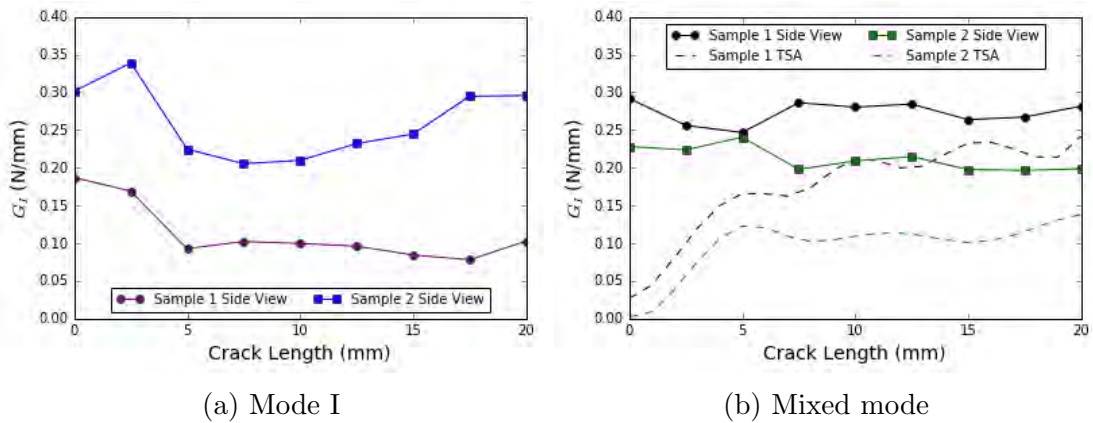 0.40
0.35
0.30
0.25
0.20
0.15
0.10
0.05
0.00
G_I (N/mm)
Sample 1 Side View Sample 2 Side View
0 5 10 15 20
Crack Length (mm)
(a) Mode I
0.40
0.35
0.30
0.25
0.20
0.15
0.10
0.05
0.00
G_I (N/mm)
Sample 1 Side View Sample 2 Side View
Sample 1 TSA Sample 2 TSA
0 5 10 15 20
Crack Length (mm)
(b) Mixed mode